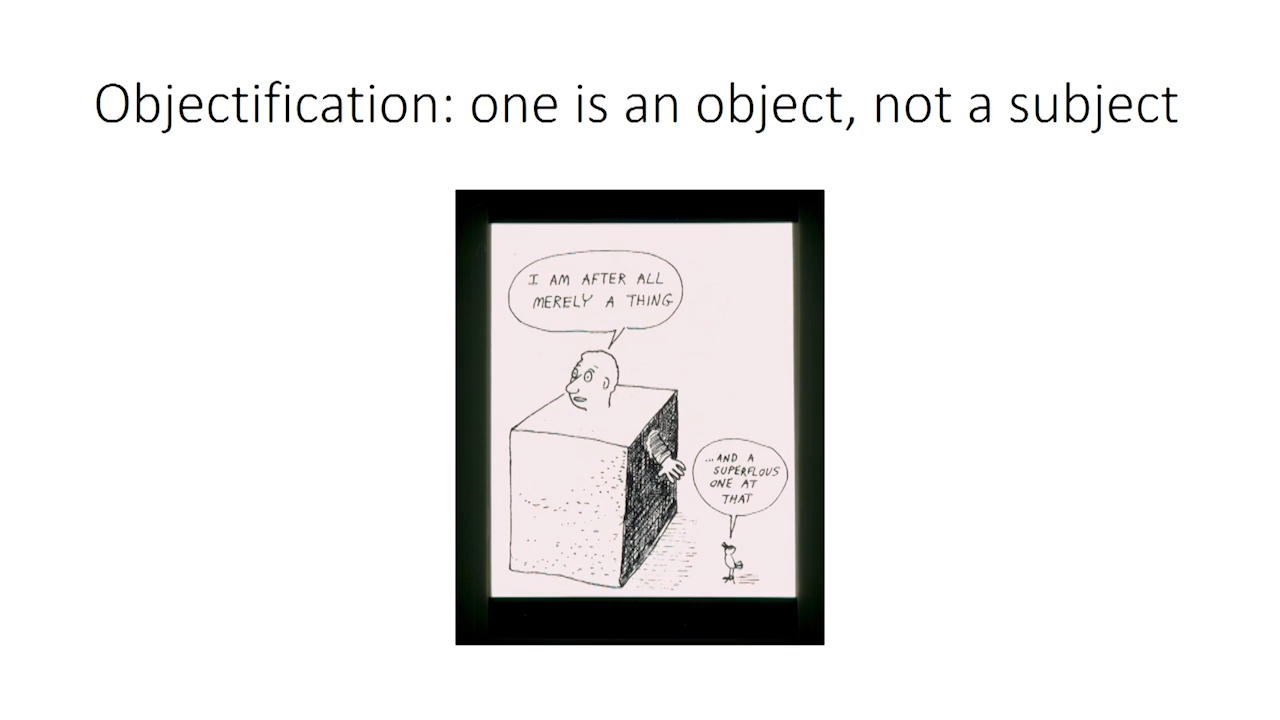 Objectification: one is an object, not a subject
I AM AFTER ALL
MERELY A THING
...AND A
SUPERFLOUS
ONE AT
THAT